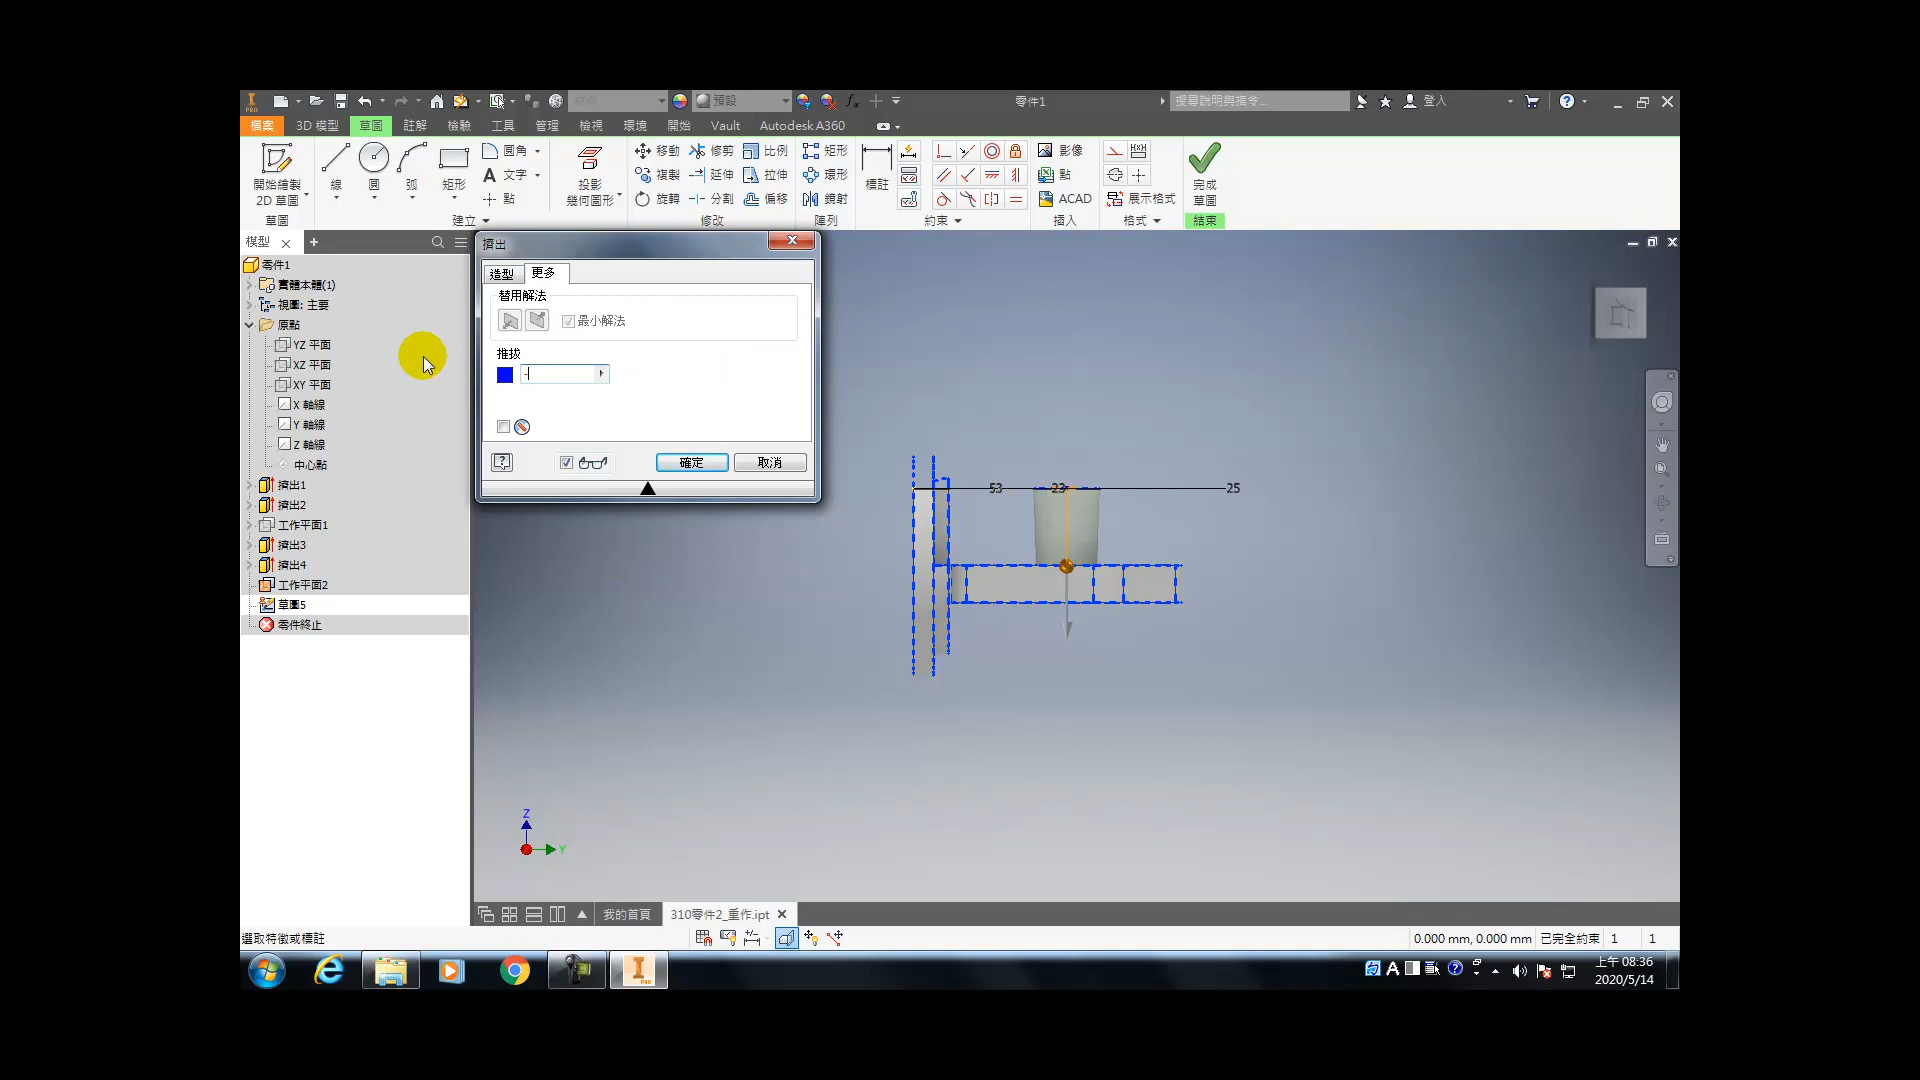 零件1
搜尋說明與指令...
登入
預設
檔案 3D 模型 草圖 註解 檢驗 工具 管理 檢視 環境 開始 Vault Autodesk A360
開始繪製
2D 草圖
線
圓
弧
矩形
圓角
文字
點
投影
幾何圖形
移動 修剪 比例
複製 延伸 拉伸
旋轉 分割 偏移
矩形
環形
鏡射
標註
影像
點
ACAD
展示格式
完成
草圖
草圖 建立 修改 陣列 約束 插入 格式 結束
模型
零件1
實體本體(1)
視圖: 主要
原點
YZ 平面
XZ 平面
XY 平面
X 軸線
Y 軸線
Z 軸線
中心點
擠出1
擠出2
工作平面1
擠出3
擠出4
工作平面2
草圖5
零件終止
擠出
造型 更多
替用解法
最小解法
推拔
-
確定 取消
53 23 25
Z
Y
我的首頁 310零件2_重作.ipt
選取特徵或標註
0.000 mm, 0.000 mm 已完全約束 1 1
上午 08:36
2020/5/14